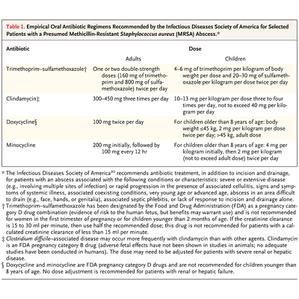 Table 1. Empirical Oral Antibiotic Regimens Recommended by the Infectious Diseases Society of America for Selected
Patients with a Presumed Methicillin-Resistant Staphylococcus aureus (MRSA) Abscess.*
Antibiotic
Dose
Adults
Children
Trimethoprim–sulfamethoxazole†
One or two double-strength
doses (160 mg of trimetho-
prim and 800 mg of sulfa-
methoxazole) twice per day
4–6 mg of trimethoprim per kilogram of body
weight per dose and 20–30 mg of sulfameth-
oxazole per kilogram per dose, twice per day
Clindamycin‡
300–450 mg three times per day
10–13 mg per kilogram per dose three to four
times per day, not to exceed 40 mg per kilo-
gram per day
Doxycycline§
100 mg twice per day
For children older than 8 years of age: body
weight ≤45 kg, 2 mg per kilogram per dose
twice per day; >45 kg, adult dose
Minocycline
200 mg initially, followed by
100 mg every 12 hr
For children older than 8 years of age: 4 mg per
kilogram initially, then 2 mg per kilogram
(not to exceed adult dose) twice per day
* The Infectious Diseases Society of America recommends antibiotic treatment, in addition to incision and drainage,
for patients with an abscess associated with the following conditions or characteristics: severe or extensive disease
(e.g., involving multiple sites of infection) or rapid progression in the presence of associated cellulitis, signs and symp-
toms of systemic illness, associated coexisting conditions, very young age or advanced age, abscess in an area difficult
to drain (e.g., face, hands, or genitalia), associated septic phlebitis, or lack of response to incision and drainage alone.
† Trimethoprim–sulfamethoxazole has been designated by the Food and Drug Administration (FDA) as a pregnancy
category D drug combination (evidence of risk to the human fetus, but benefits may warrant use) and is not recommended
for women in the first trimester of pregnancy or for children younger than 2 months of age. If the creatinine clearance
is 15 to 30 ml per minute, then use half the recommended dose; this drug is not recommended for patients with a cal-
culated creatinine clearance of less than 15 ml per minute.
‡ Clostridium difficile–associated disease may occur more frequently with clindamycin than with other agents. Clindamycin
is an FDA pregnancy category B drug (adverse fetal effects have not been shown in studies in animals; no adequate
studies have been conducted in humans). The dose may need to be adjusted for patients with severe renal or hepatic
disease.
§ Doxycycline and minocycline are FDA pregnancy category D drugs and are not recommended for children younger than
8 years of age. No dose adjustment is recommended for patients with renal or hepatic failure.